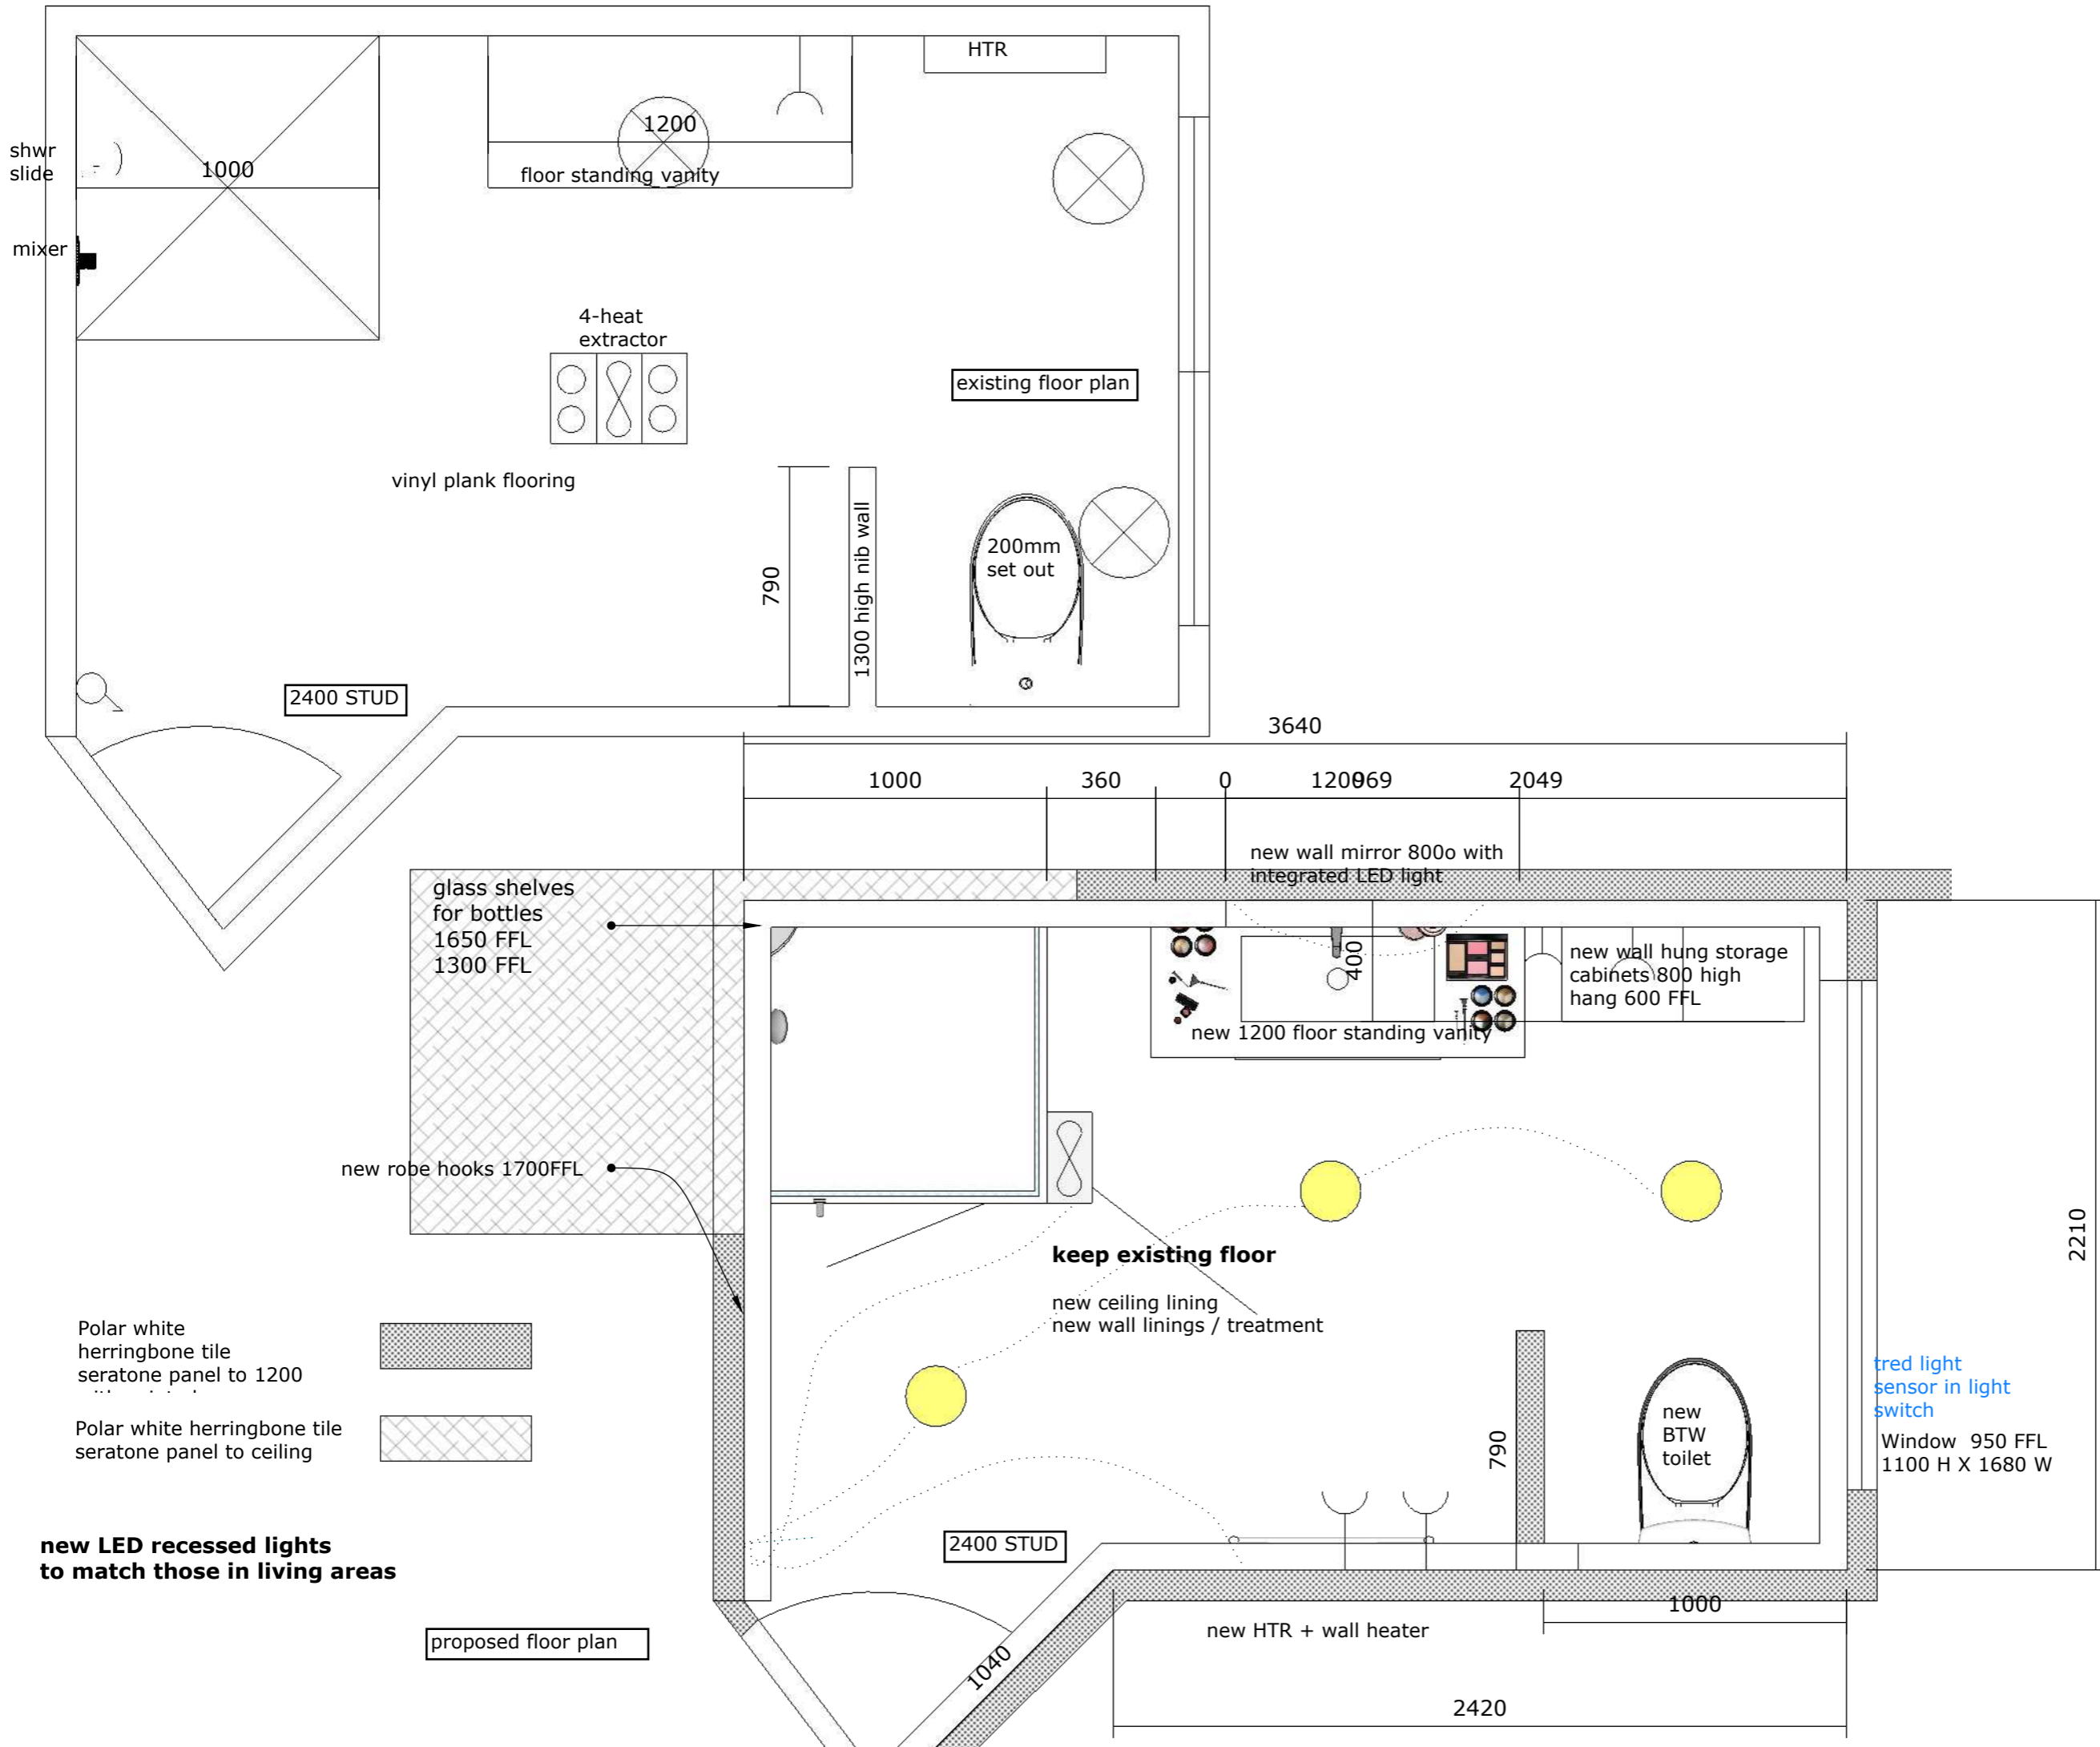 HTR
shwr
slide
1000
1200
floor standing vanity
mixer
4-heat
extractor
existing floor plan
vinyl plank flooring
790
1300 high nib wall
200mm
set out
2400 STUD
3640
1000
360
0
1200
969
2049
new wall mirror 800o with
integrated LED light
glass shelves
for bottles
1650 FFL
1300 FFL
400
new wall hung storage
cabinets 800 high
hang 600 FFL
new 1200 floor standing vanity
new robe hooks 1700FFL
keep existing floor
new ceiling lining
new wall linings / treatment
2210
Polar white
herringbone tile
seratone panel to 1200
Polar white herringbone tile
seratone panel to ceiling
790
new
BTW
toilet
tred light
sensor in light
switch
Window 950 FFL
1100 H X 1680 W
new LED recessed lights
to match those in living areas
2400 STUD
1000
new HTR + wall heater
proposed floor plan
1040
2420